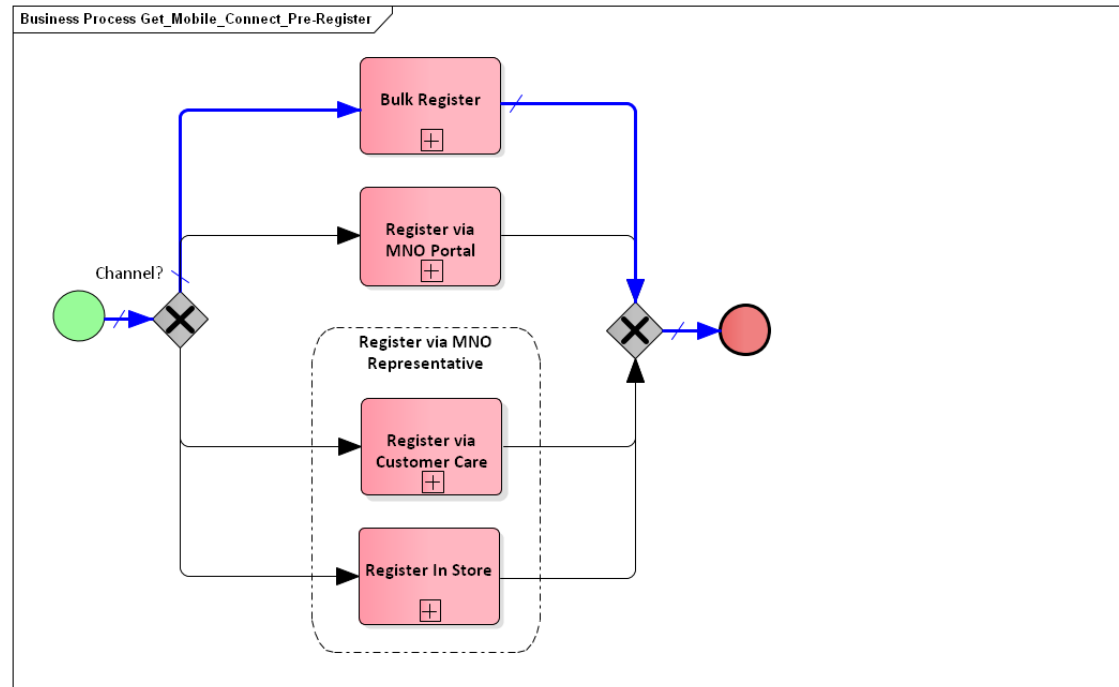 Business Process Get_Mobile_Connect_Pre-Register
Bulk Register
Register via
MNO Portal
Channel?
Register via MNO
Representative
Register via
Customer Care
Register In Store